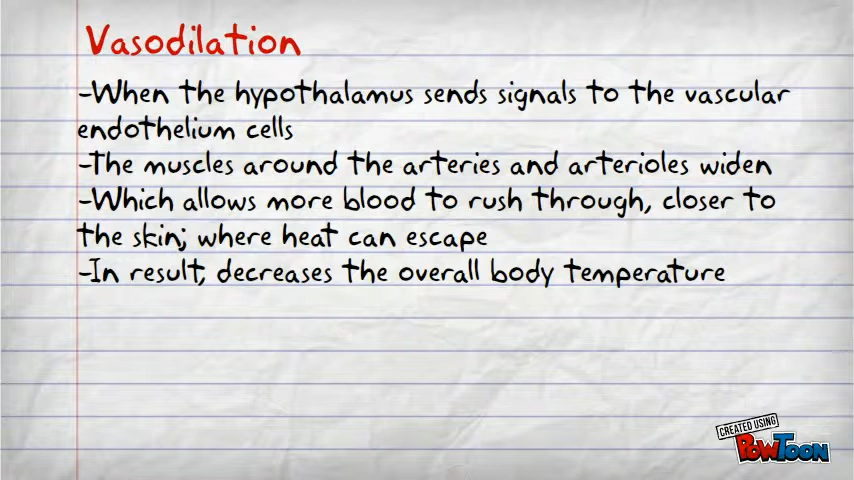 Vasodilation
-When the hypothalamus sends signals to the vascular
endothelium cells
-The muscles around the arteries and arterioles widen
-Which allows more blood to rush through, closer to
the skin; where heat can escape
-In result, decreases the overall body temperature
CREATED USING
POWTOON